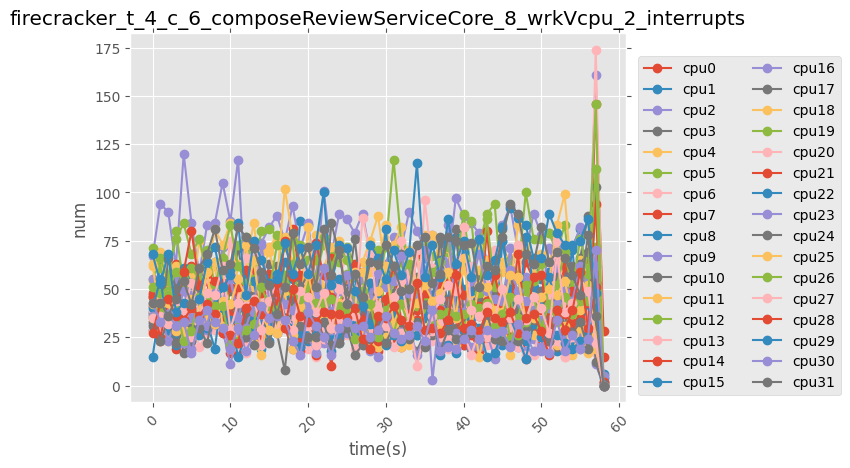 firecracker_t_4_c_6_composeReviewServiceCore_8_wrkVcpu_2_interrupts
175
150
125
100
75
50
25
0
num
0
10
20
30
40
50
60
time(s)
cpu0
cpu1
cpu2
cpu3
cpu4
cpu5
cpu6
cpu7
cpu8
cpu9
cpu10
cpu11
cpu12
cpu13
cpu14
cpu15
cpu16
cpu17
cpu18
cpu19
cpu20
cpu21
cpu22
cpu23
cpu24
cpu25
cpu26
cpu27
cpu28
cpu29
cpu30
cpu31